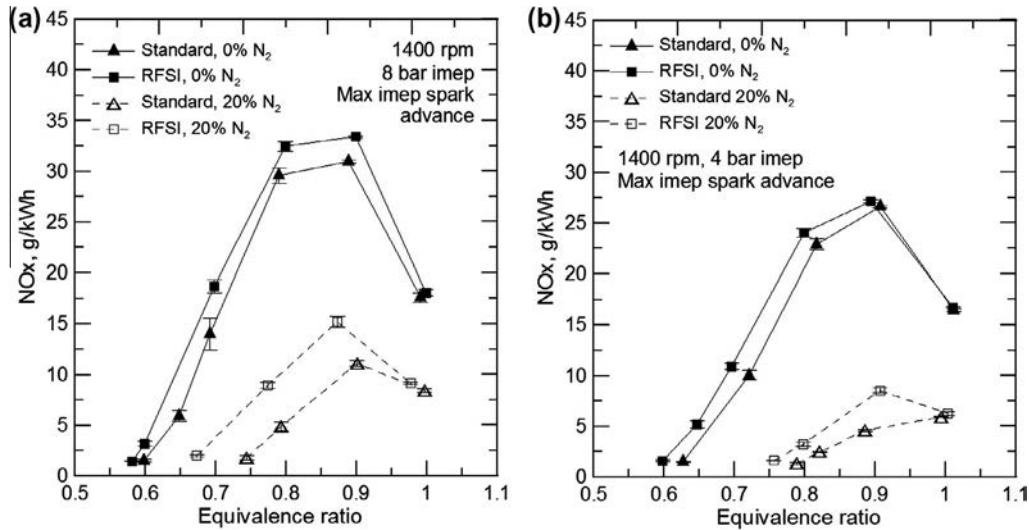 (a)
45
40
35
30
25
20
15
10
5
0
NOx, g/kWh
Standard, 0% N₂
RFSI, 0% N₂
Standard, 20% N₂
RFSI, 20% N₂
1400 rpm
8 bar imep
Max imep spark
advance
0.5 0.6 0.7 0.8 0.9 1 1.1
Equivalence ratio
(b)
45
40
35
30
25
20
15
10
5
0
NOx, g/kWh
Standard, 0% N₂
RFSI, 0% N₂
Standard 20% N₂
RFSI 20% N₂
1400 rpm, 4 bar imep
Max imep spark advance
0.5 0.6 0.7 0.8 0.9 1 1.1
Equivalence ratio